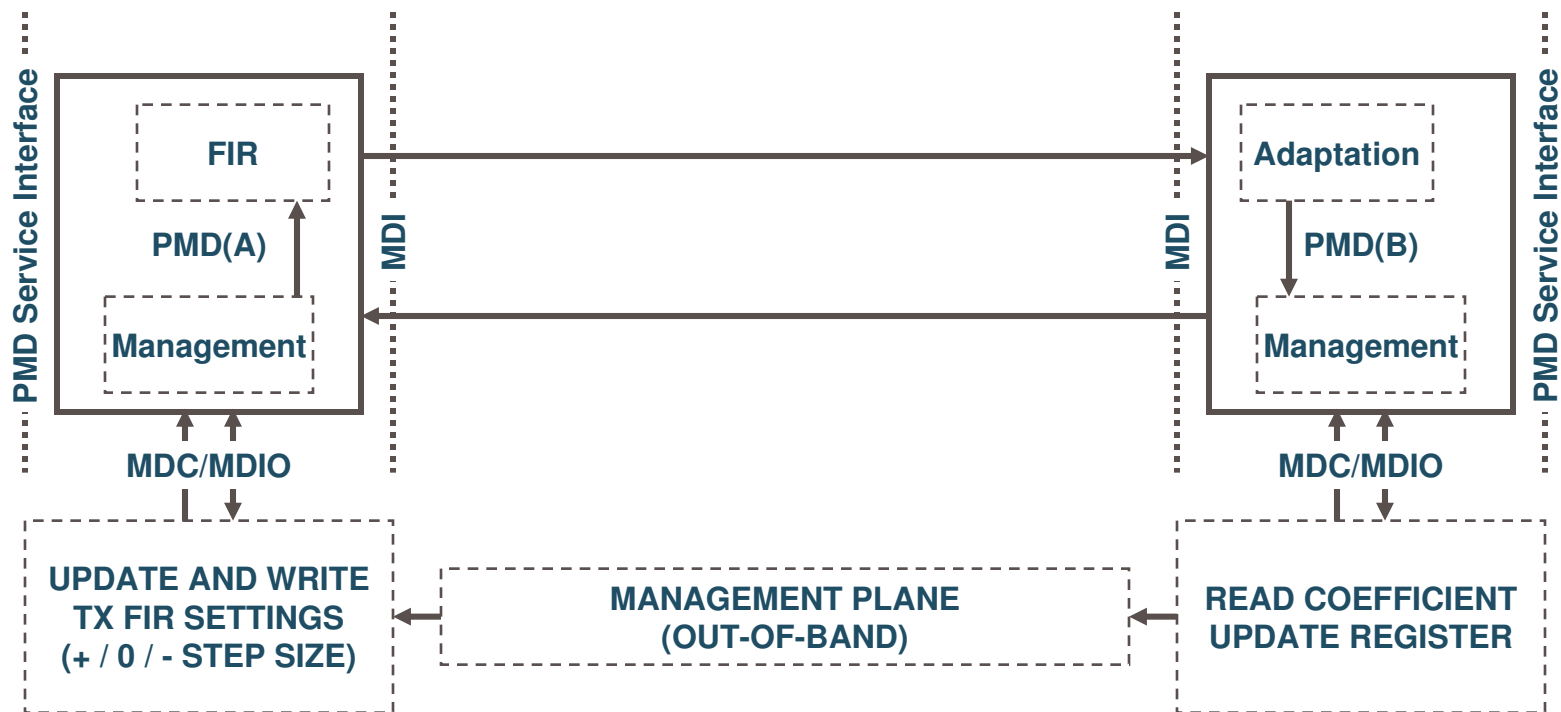 PMD Service Interface
FIR
PMD(A)
Management
MDI
MDI
Adaptation
PMD(B)
Management
PMD Service Interface
MDC/MDIO
MDC/MDIO
UPDATE AND WRITE
TX FIR SETTINGS
(+ / 0 / - STEP SIZE)
MANAGEMENT PLANE
(OUT-OF-BAND)
READ COEFFICIENT
UPDATE REGISTER